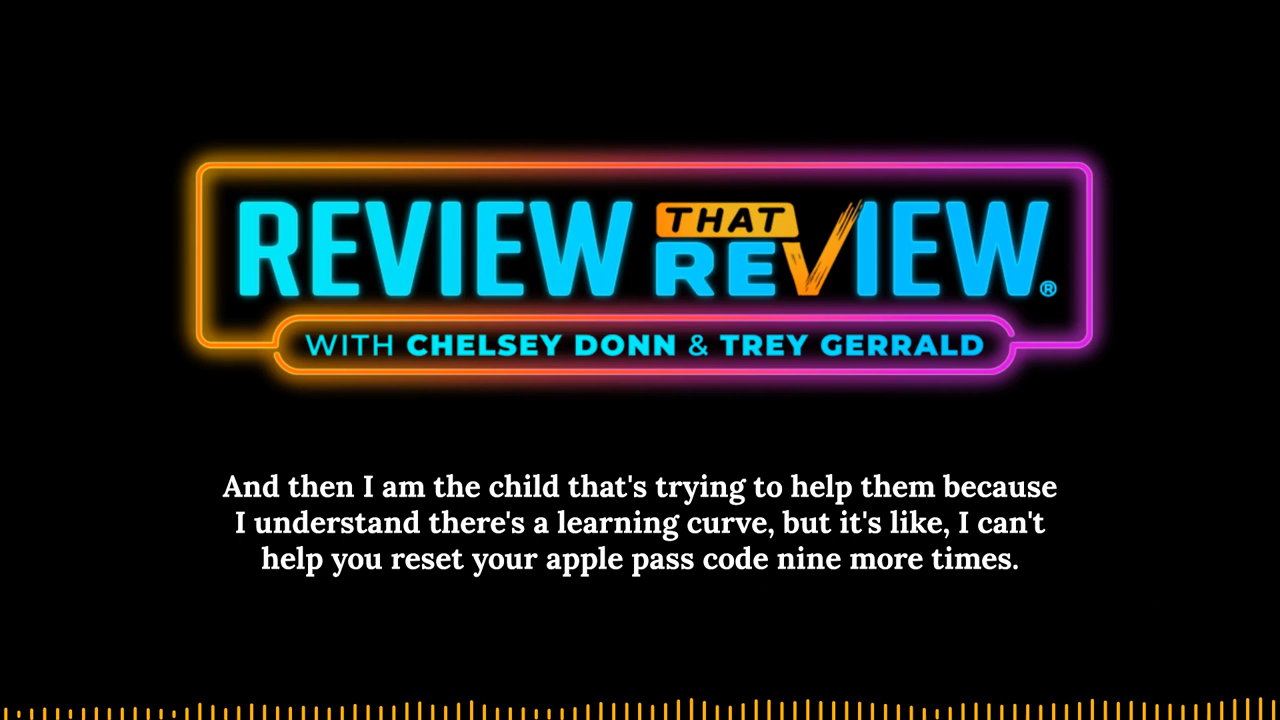 REVIEW THAT REVIEW®
WITH CHELSEY DONN & TREY GERRALD
And then I am the child that's trying to help them because
I understand there's a learning curve, but it's like, I can't
help you reset your apple pass code nine more times.